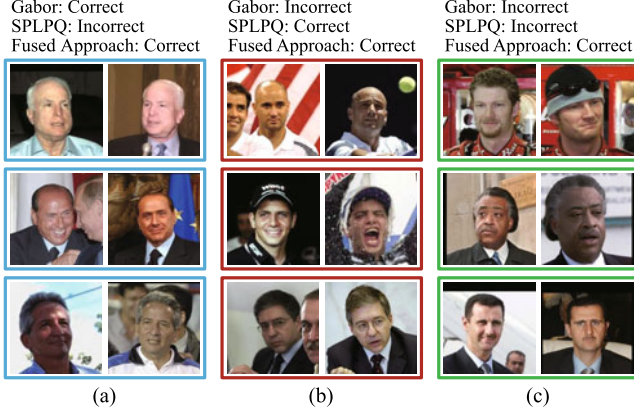 Gabor: Correct
SPLPQ: Incorrect
Fused Approach: Correct
Gabor: Incorrect
SPLPQ: Correct
Fused Approach: Correct
Gabor: Incorrect
SPLPQ: Incorrect
Fused Approach: Correct
(a)
(b)
(c)